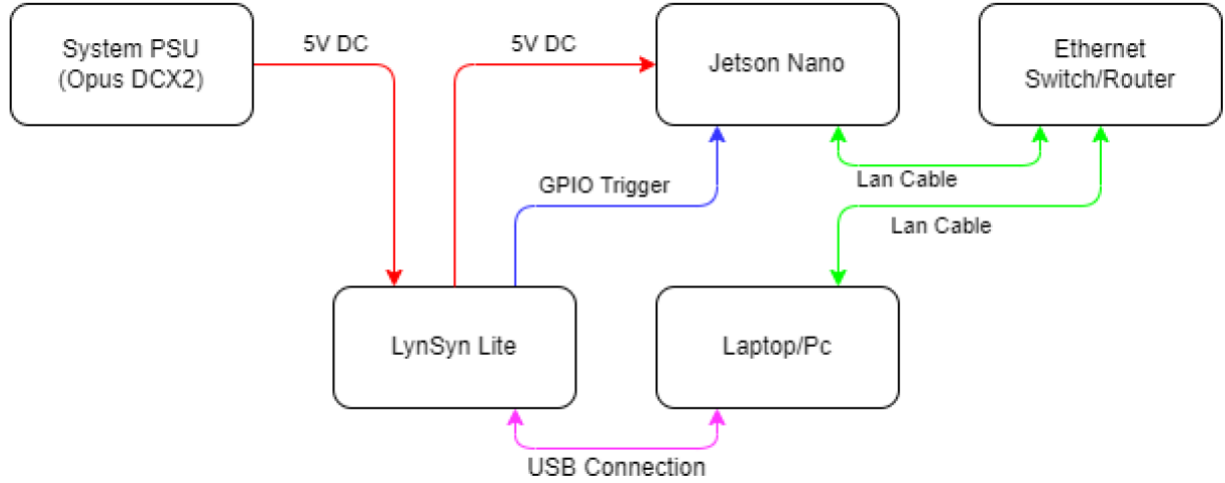 System PSU
(Opus DCX2)
5V DC
5V DC
Jetson Nano
Ethernet
Switch/Router
GPIO Trigger
Lan Cable
Lan Cable
LynSyn Lite
Laptop/Pc
USB Connection